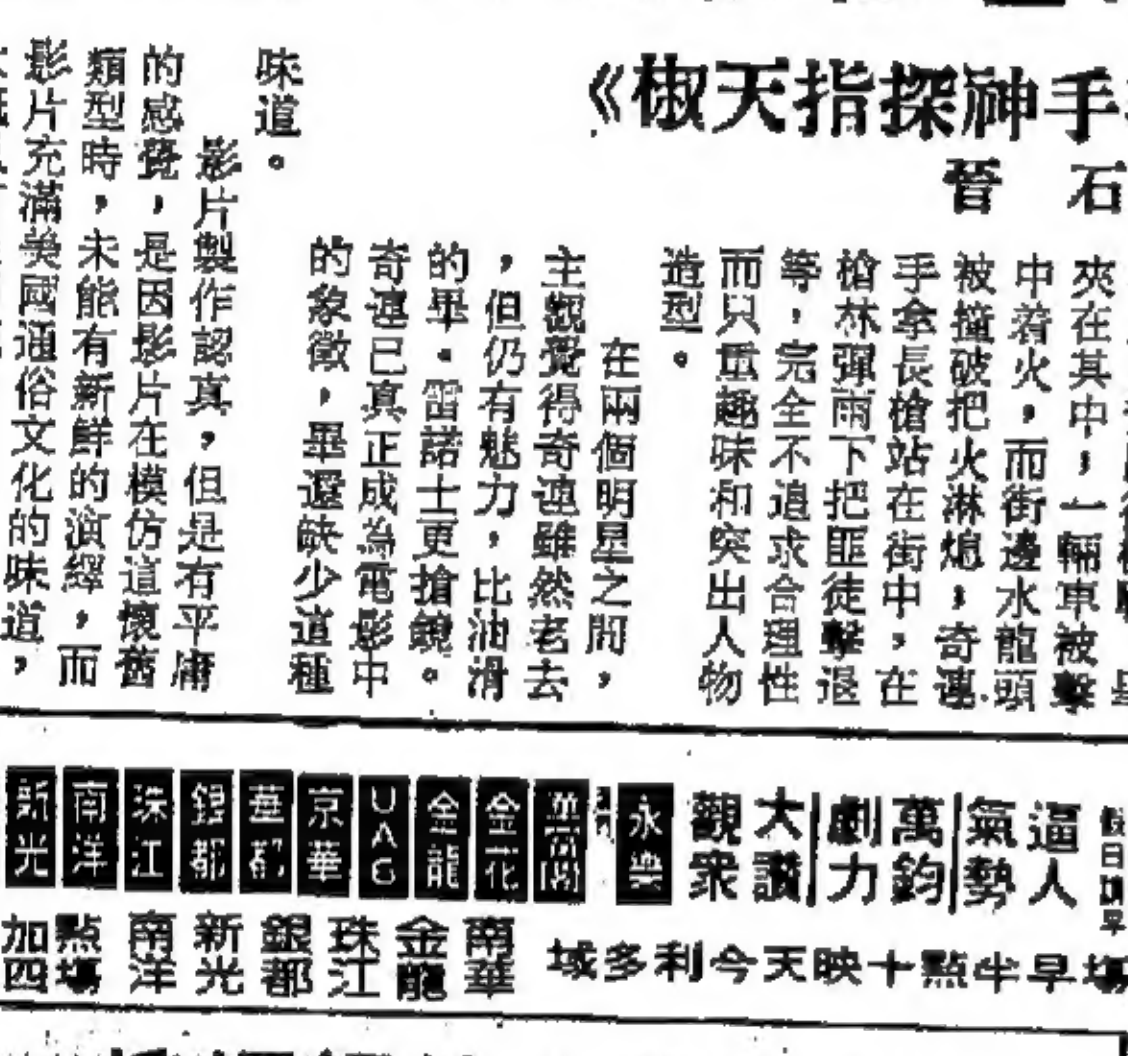 手神探指天椒》
石晉
夾在其中，一輛車被擊
中着火，而街邊水龍頭
被撞破把火淋熄，奇連
手拿長槍站在街中，在
槍林彈雨下把匪徒擊退
等，完全不追求合理性
而只重趣味和突出人物
造型。
在兩個明星之間，
主觀覺得奇連雖然老去
，但仍有魅力，比油滑
的畢．雷諾士更搶鏡。
奇連已真正成為電影中
的象徵，畢還缺少這種
味道。
影片製作認真，但是有平庸
的感覺，是因影片在模仿這懷舊
類型時，未能有新鮮的演繹，而
影片充滿美國通俗文化的味道，
逼人
氣勢
萬鈞
劇力
大讚
觀衆
永樂
金花
金龍
UAG
京華
華都
銀都
珠江
南洋
新光
場早半點十映天今利多域
南華
金龍
珠江
銀都
新光
南洋
點場
加四